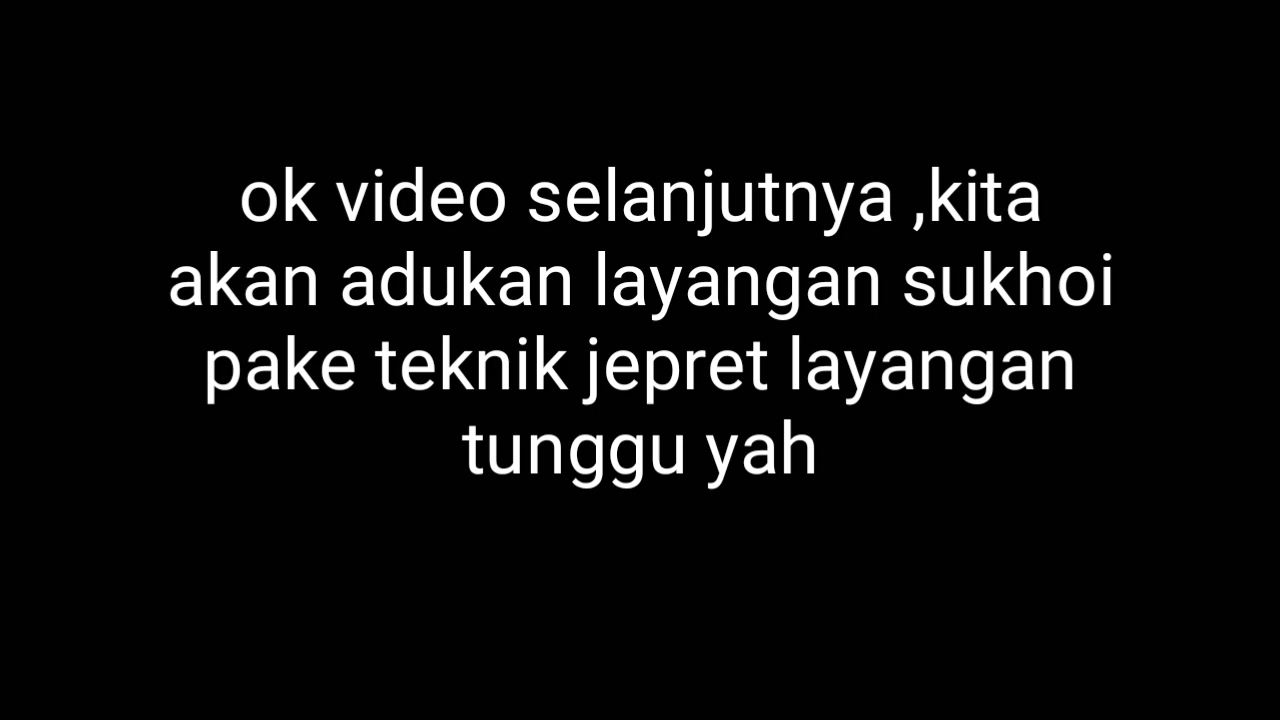 ok video selanjutnya ,kita
akan adukan layangan sukhoi
pake teknik jepret layangan
tunggu yah